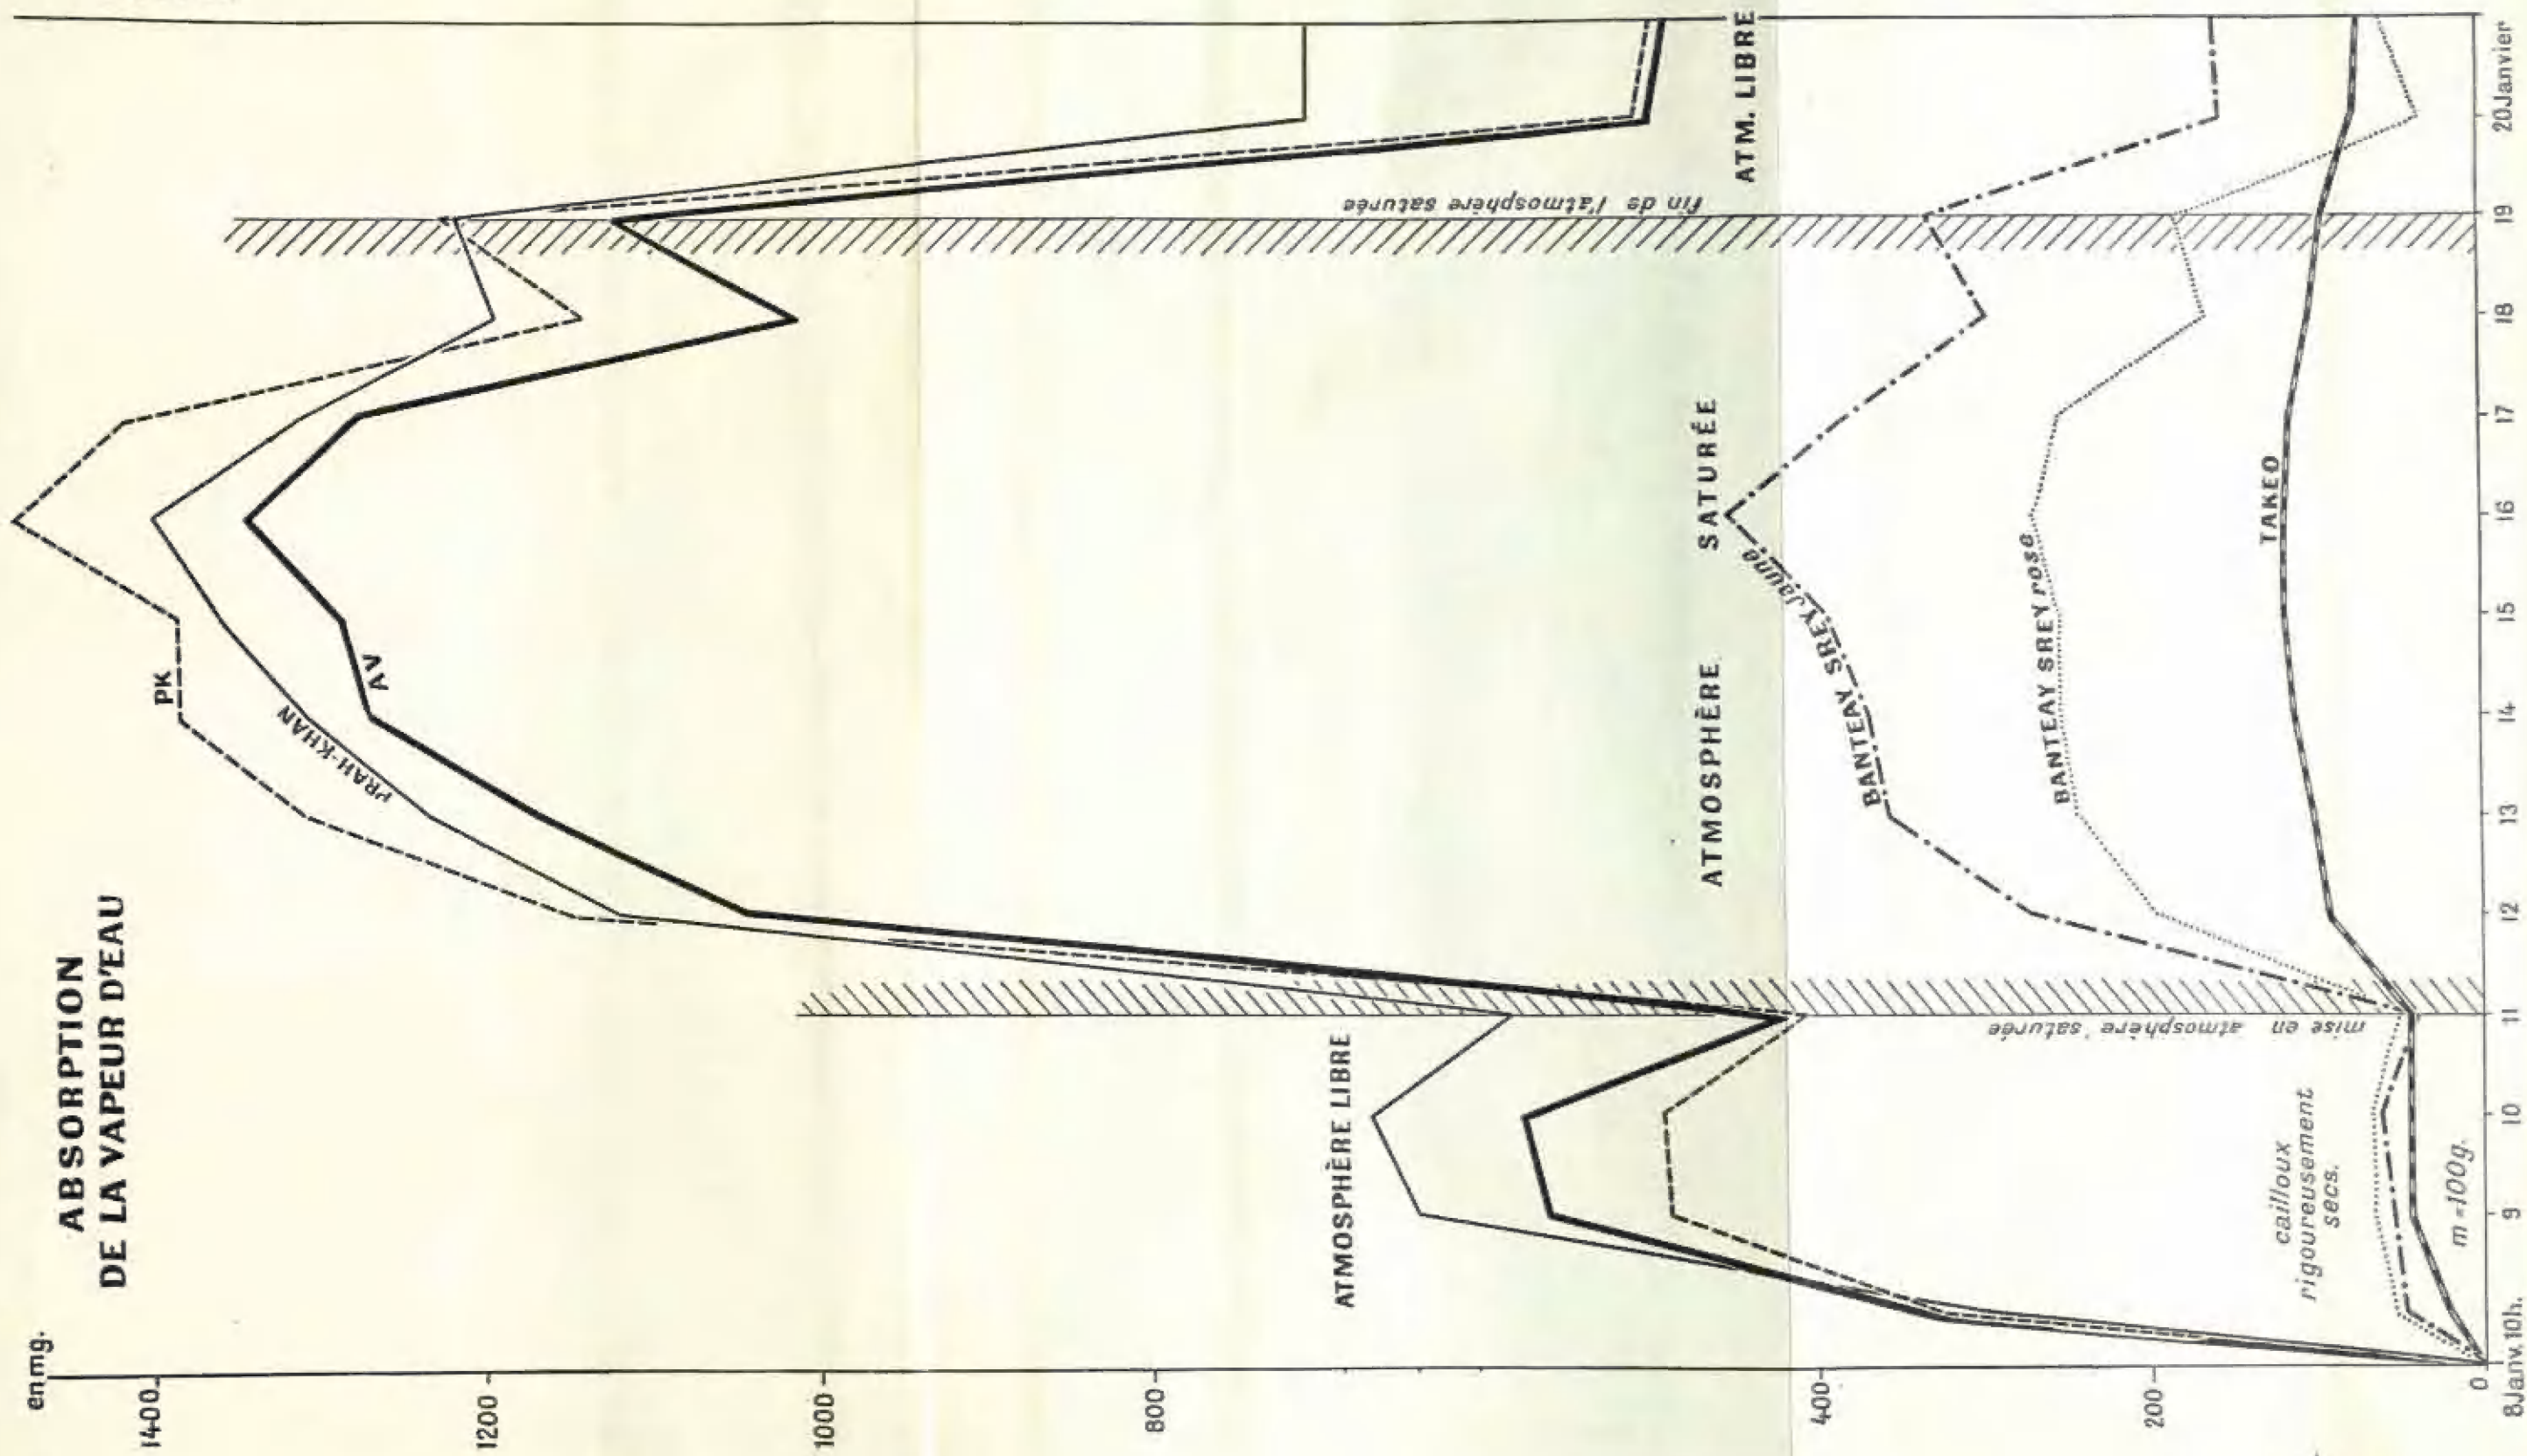 ABSORPTION
DE LA VAPEUR D'EAU
en mg.
1400
1200
1000
800
400
200
0
PK
PRAH-KHAN
AV
ATMOSPHÈRE LIBRE
ATMOSPHÈRE SATURÉE
ATM. LIBRE
fin de l'atmosphère saturée
mise en atmosphère saturée
BANTEAY SREY jaune
BANTEAY SREY rose
TAKEO
cailloux
rigoureusement
secs.
m=100g.
8Janv. 10h. 9 10 11 12 13 14 15 16 17 18 19 20Janvier